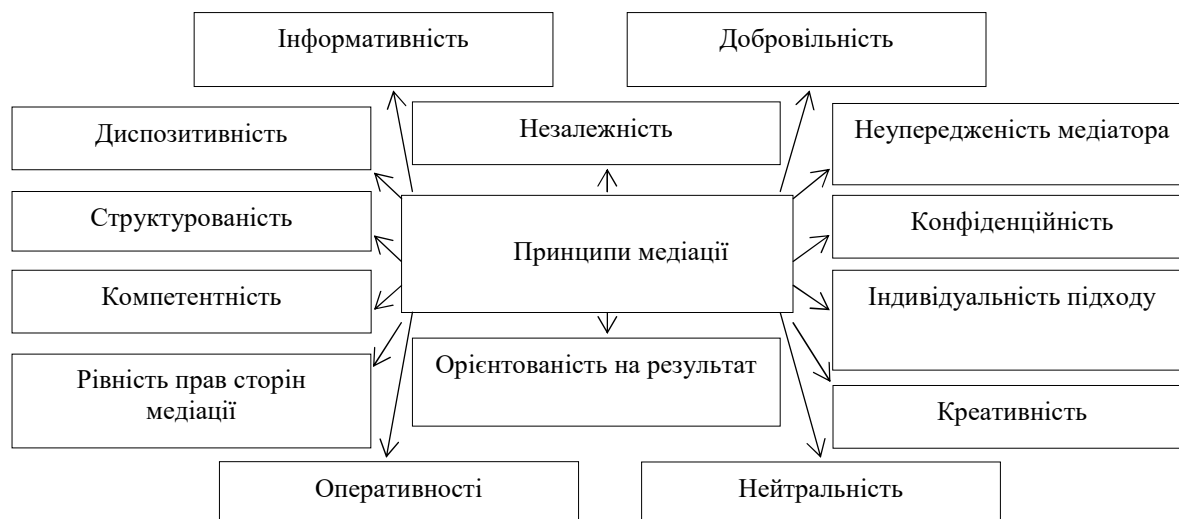 Інформативність
Добровільність
Диспозитивність
Незалежність
Неупередженість медіатора
Структурованість
Принципи медіації
Конфіденційність
Компетентність
Індивідуальність підходу
Рівність прав сторін
медіації
Орієнтованість на результат
Креативність
Оперативності
Нейтральність